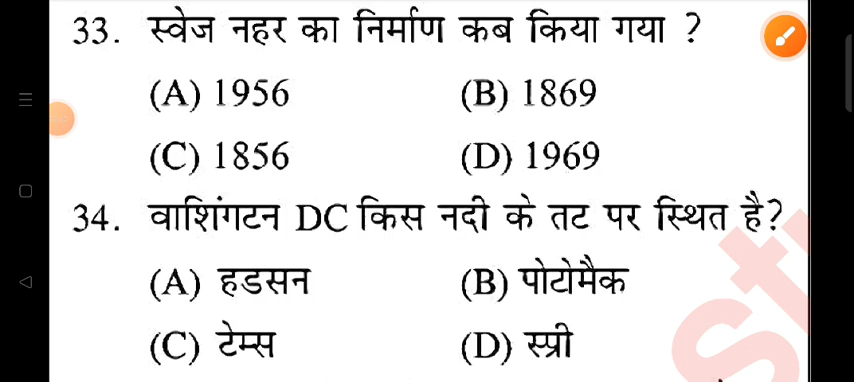 33. स्वेज नहर का निर्माण कब किया गया ?
(A) 1956 (B) 1869
(C) 1856 (D) 1969
34. वाशिंगटन DC किस नदी के तट पर स्थित है?
(A) हडसन (B) पोटोमैक
(C) टेम्स (D) स्प्री